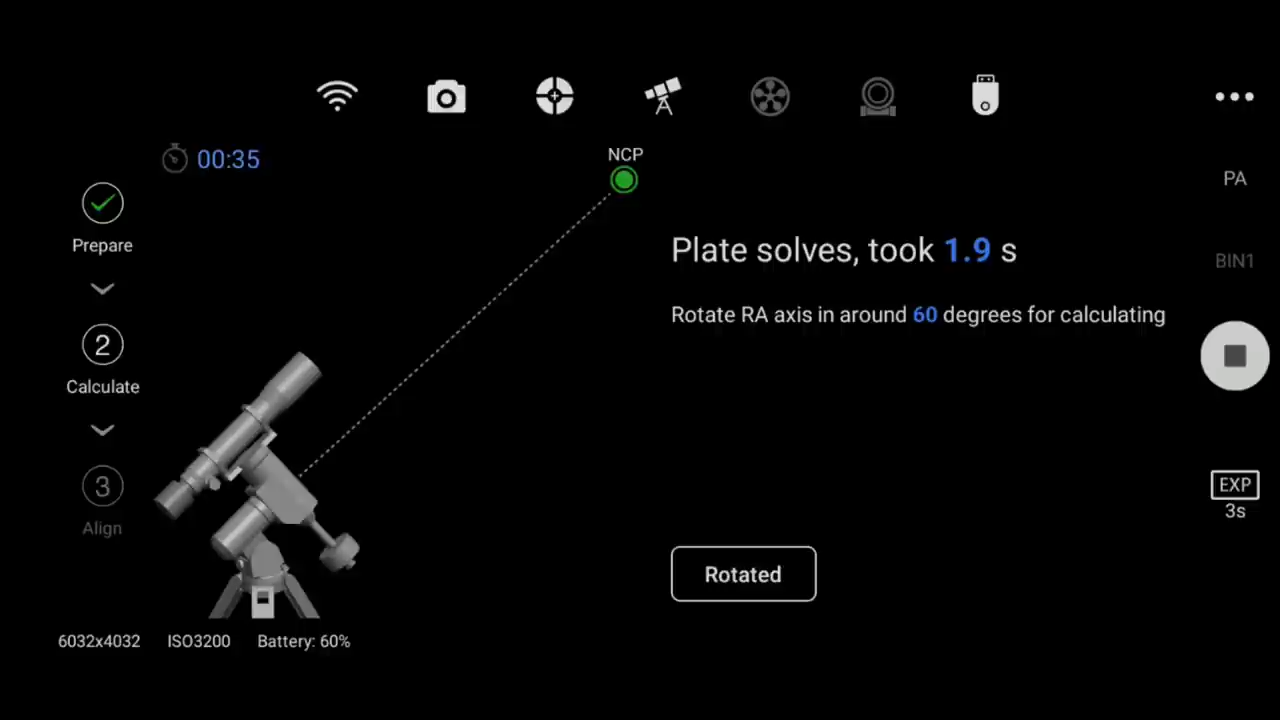 00:35
NCP
PA
Prepare
Plate solves, took 1.9 s
BIN1
Rotate RA axis in around 60 degrees for calculating
2
Calculate
3
Align
EXP
3s
Rotated
6032x4032 ISO3200 Battery: 60%